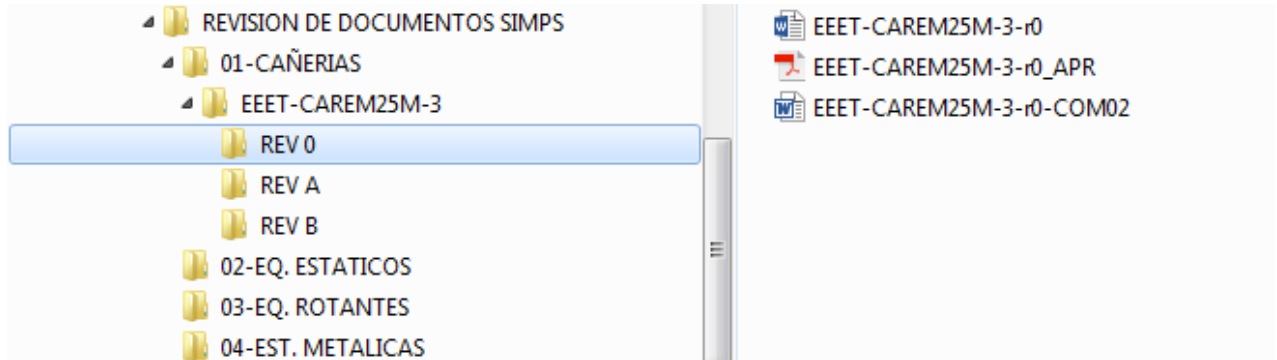 REVISION DE DOCUMENTOS SIMPS
01-CAÑERIAS
EEET-CAREM25M-3
REV 0
REV A
REV B
02-EQ. ESTATICOS
03-EQ. ROTANTES
04-EST. METALICAS
EEET-CAREM25M-3-r0
EEET-CAREM25M-3-r0_APR
EEET-CAREM25M-3-r0-COM02